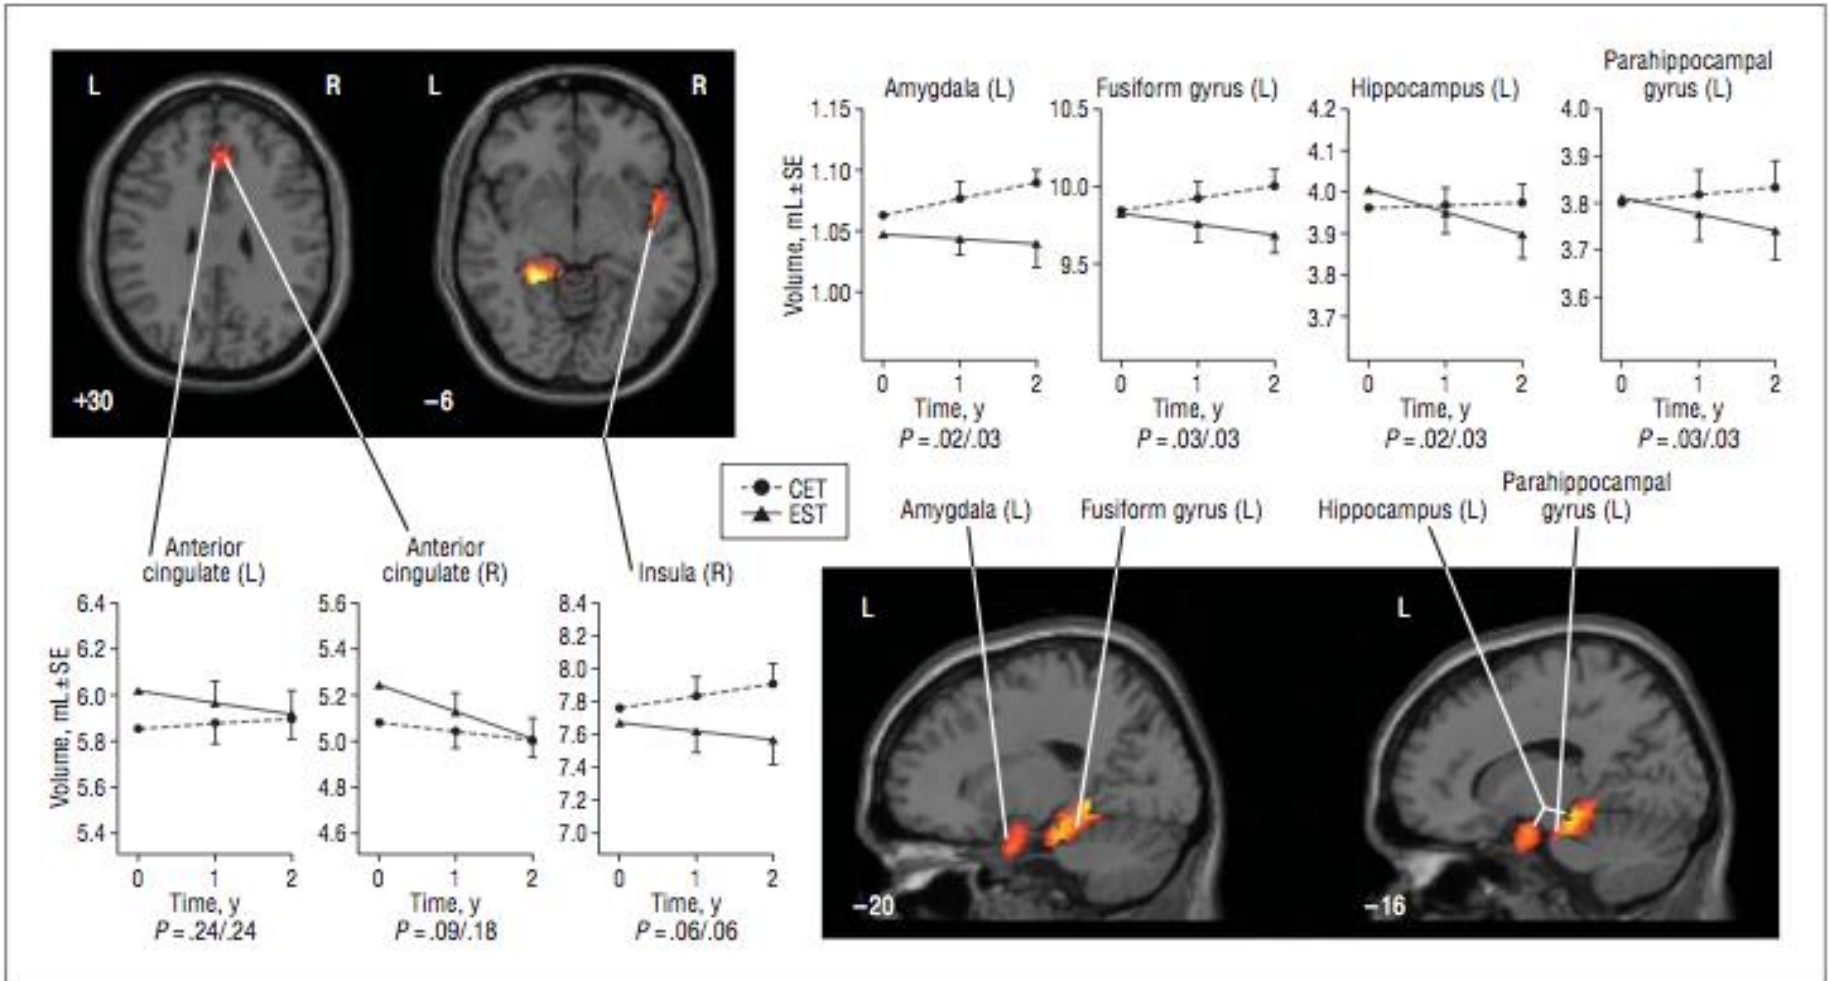 L
R
L
R
+30
−6
Amygdala (L)
Fusiform gyrus (L)
Hippocampus (L)
Parahippocampal
gyrus (L)
Volume, mL±SE
1.15
1.10
1.05
1.00
0
1
2
Time, y
P = .02/.03
10.5
10.0
9.5
0
1
2
Time, y
P = .03/.03
4.2
4.1
4.0
3.9
3.8
3.7
0
1
2
Time, y
P = .02/.03
4.0
3.9
3.8
3.7
3.6
0
1
2
Time, y
P = .03/.03
CET
EST
Anterior
cingulate (L)
Volume, mL±SE
6.4
6.2
6.0
5.8
5.6
5.4
0
1
2
Time, y
P = .24/.24
Anterior
cingulate (R)
5.6
5.4
5.2
5.0
4.8
4.6
0
1
2
Time, y
P = .09/.18
Insula (R)
8.4
8.2
8.0
7.8
7.6
7.4
7.2
7.0
0
1
2
Time, y
P = .06/.06
Amygdala (L)
Fusiform gyrus (L)
Hippocampus (L)
Parahippocampal
gyrus (L)
L
L
−20
−16